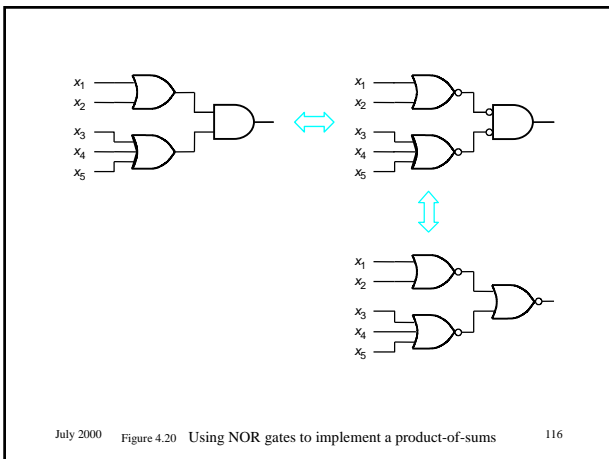 x1
x2
x3
x4
x5
x1
x2
x3
x4
x5
x1
x2
x3
x4
x5
July 2000 Figure 4.20 Using NOR gates to implement a product-of-sums 116